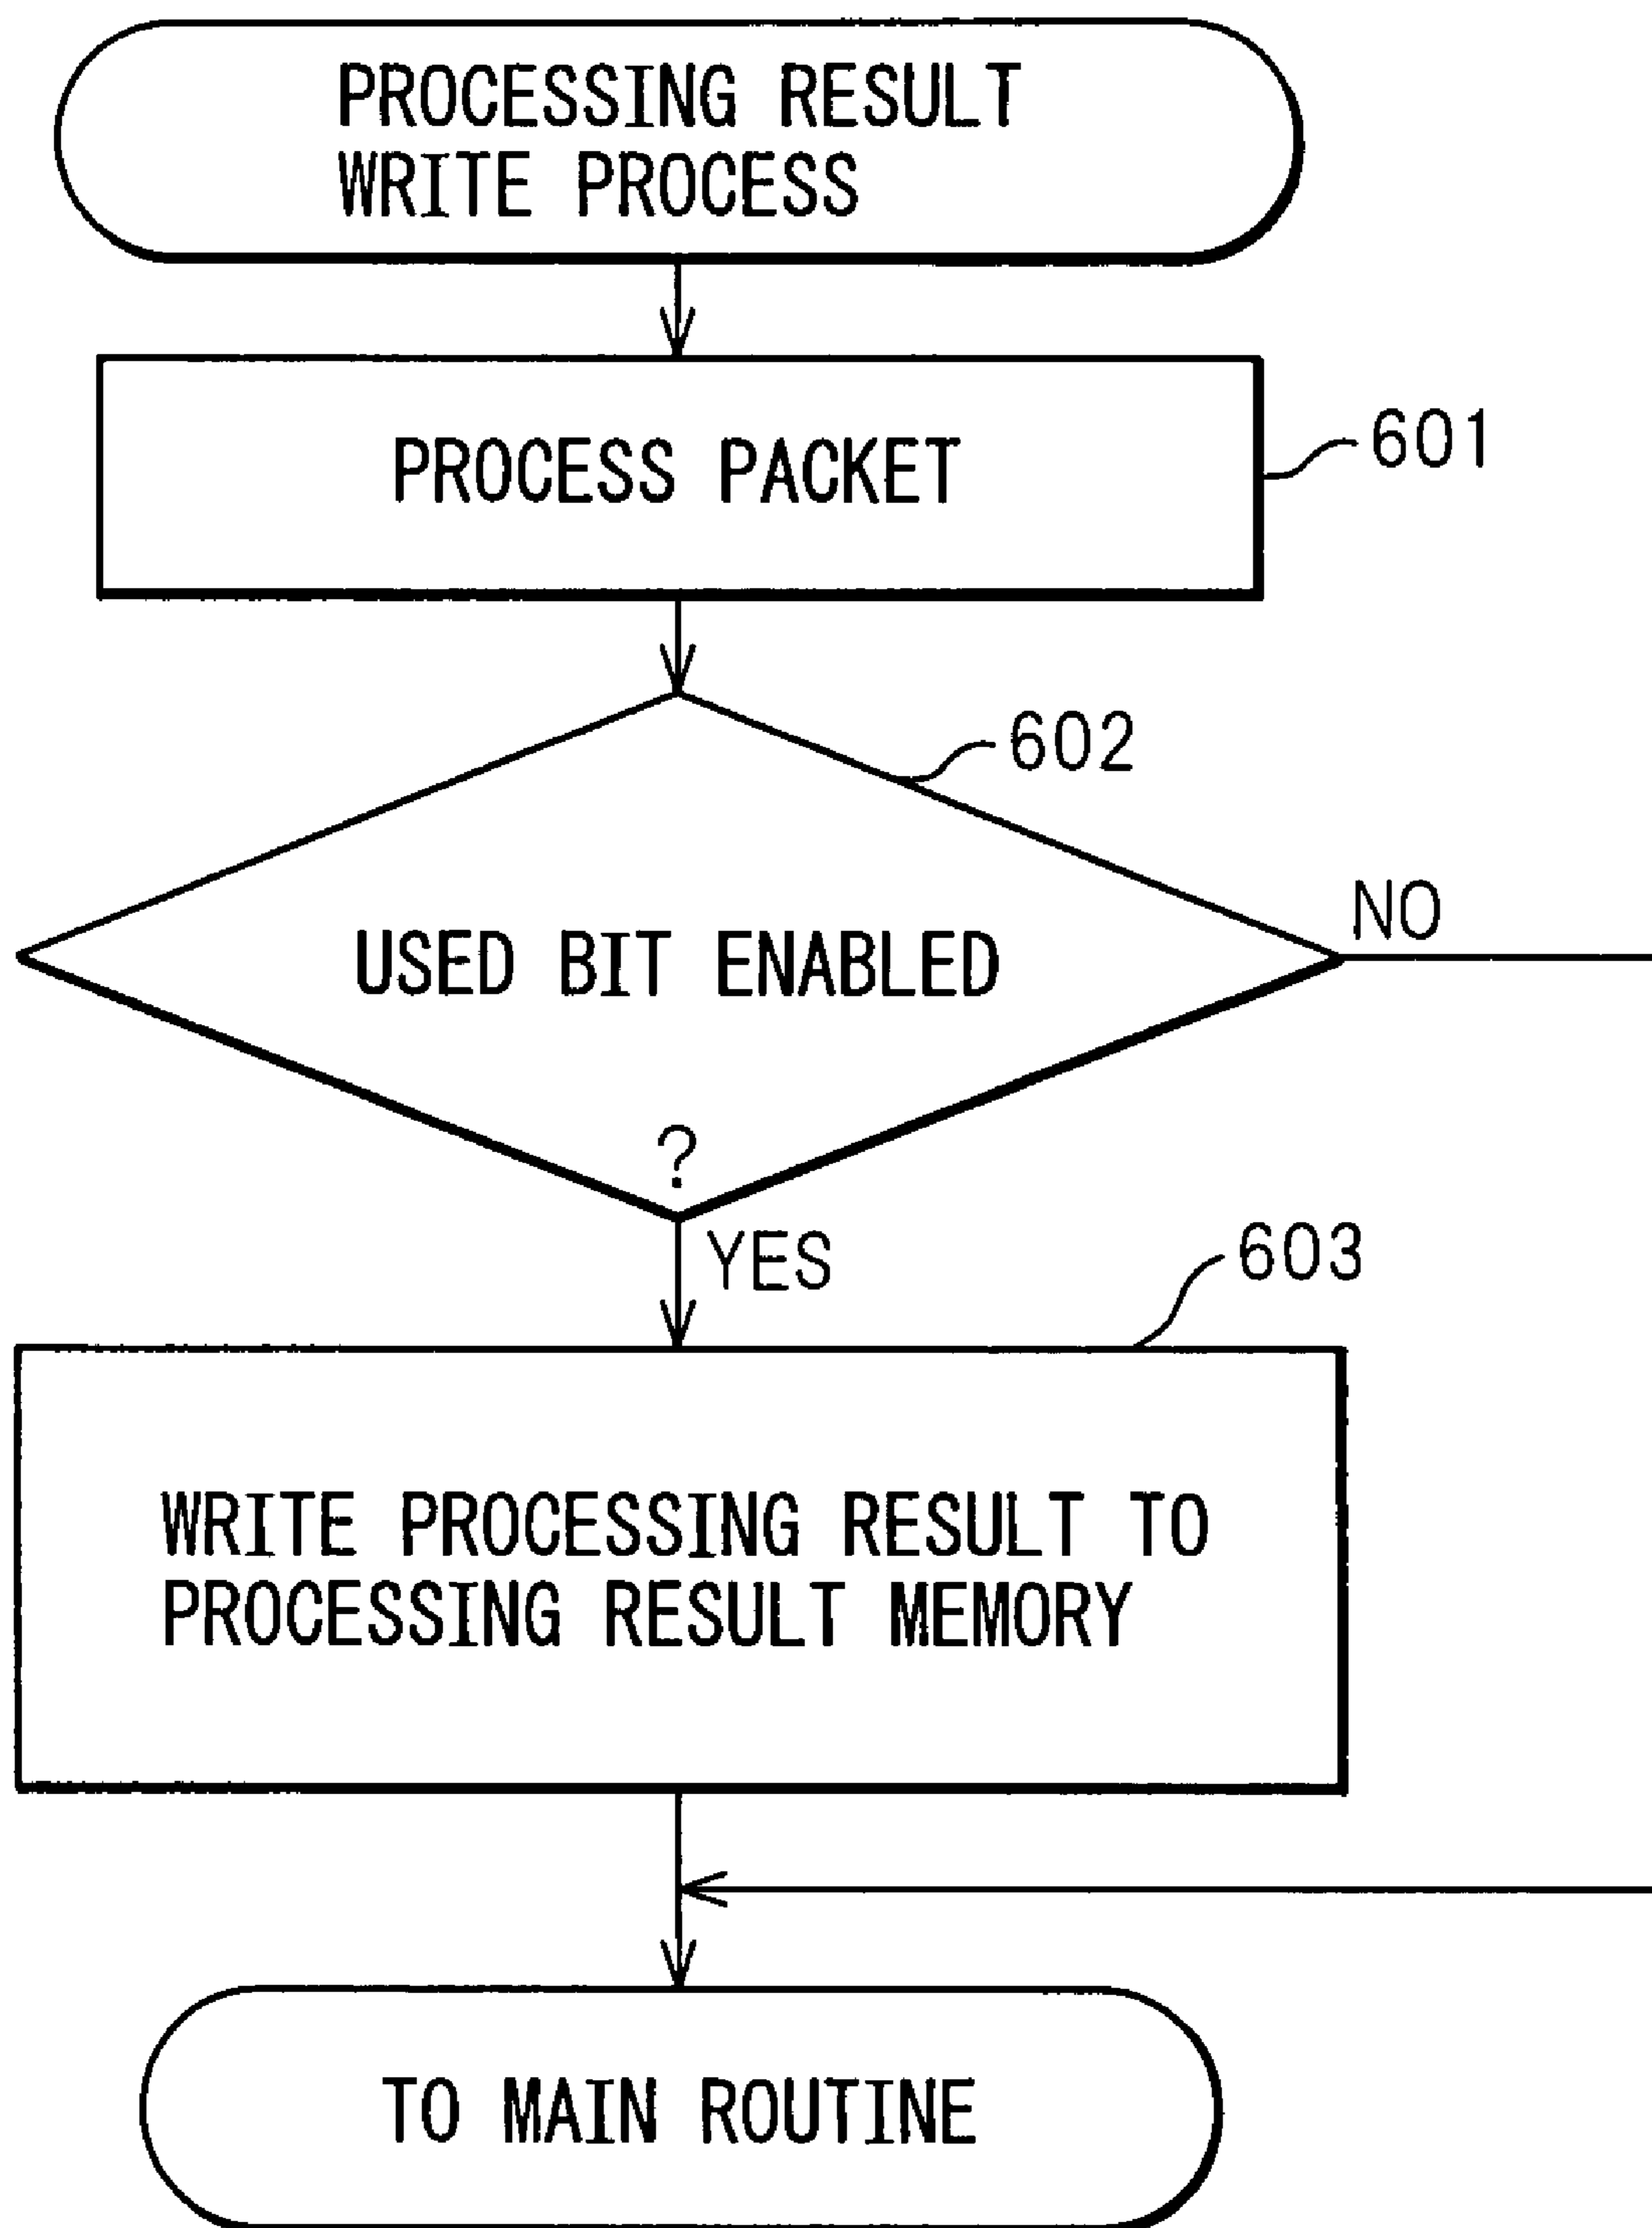 PROCESSING RESULT
WRITE PROCESS
PROCESS PACKET
601
602
USED BIT ENABLED
?
NO
YES
603
WRITE PROCESSING RESULT TO
PROCESSING RESULT MEMORY
TO MAIN ROUTINE